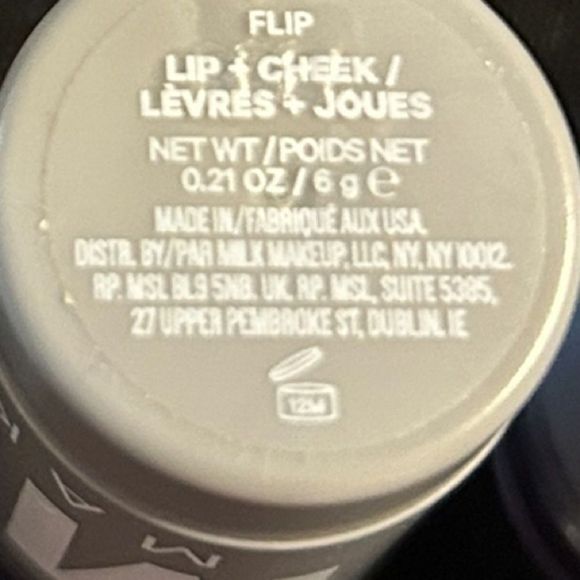 FLIP
LIP + CHEEK /
LÈVRES + JOUES
NET WT / POIDS NET
0.21 OZ / 6 g ℮
MADE IN / FABRIQUÉ AUX USA.
DISTR. BY/PAR MILK MAKEUP, LLC, NY, NY 10012.
RP. MSL BL9 5NB. UK. RP. MSL, SUITE 5385,
27 UPPER PEMBROKE ST, DUBLIN. IE
12M